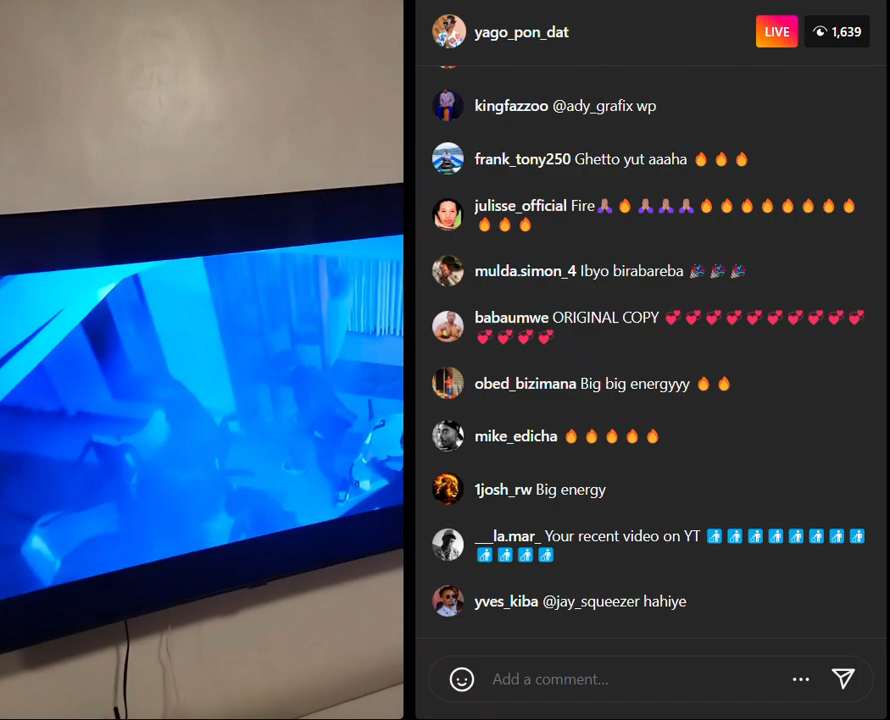 yago_pon_dat
LIVE
1,639
kingfazzoo @ady_grafix wp
frank_tony250 Ghetto yut aaaha 🔥 🔥 🔥
julisse_official Fire🙏🏽 🔥 🙏🏽 🙏🏽 🙏🏽 🔥 🔥 🔥 🔥 🔥 🔥 🔥 🔥
🔥 🔥 🔥
mulda.simon_4 Ibyo birabareba 🎉 🎉 🎉
babaumwe ORIGINAL COPY 💞 💞 💞 💞 💞 💞 💞 💞 💞 💞
💞 💞 💞 💞
obed_bizimana Big big energyyy 🔥 🔥
mike_edicha 🔥 🔥 🔥 🔥 🔥
1josh_rw Big energy
___la.mar_ Your recent video on YT 🚮 🚮 🚮 🚮 🚮 🚮 🚮 🚮
🚮 🚮 🚮 🚮
yves_kiba @jay_squeezer hahiye
Add a comment...